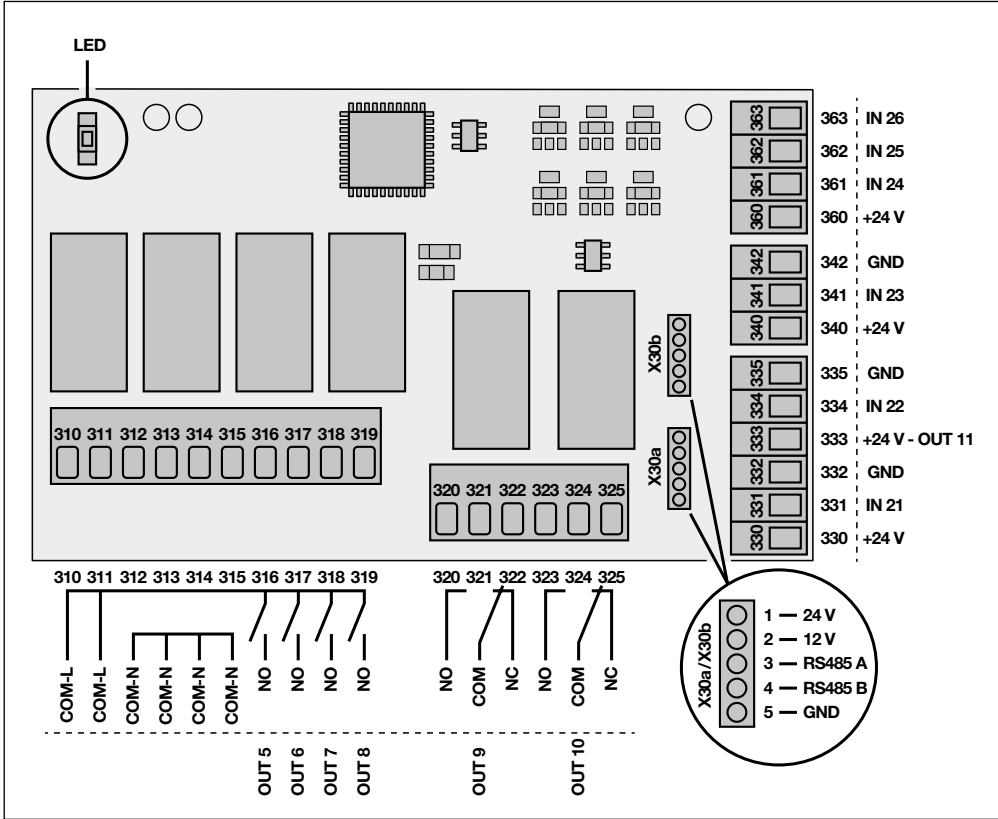 LED
363 363 IN 26
362 362 IN 25
361 361 IN 24
360 360 +24 V
342 342 GND
341 341 IN 23
340 340 +24 V
335 335 GND
334 334 IN 22
333 333 +24 V - OUT 11
332 332 GND
331 331 IN 21
330 330 +24 V
X30b
X30a
310 311 312 313 314 315 316 317 318 319
320 321 322 323 324 325
310 311 312 313 314 315 316 317 318 319 320 321 322 323 324 325
COM-L COM-L COM-N COM-N COM-N COM-N NO NO NO NO NO COM NC NO COM NC
OUT 5 OUT 6 OUT 7 OUT 8 OUT 9 OUT 10
X30a/X30b
1 — 24 V
2 — 12 V
3 — RS485 A
4 — RS485 B
5 — GND